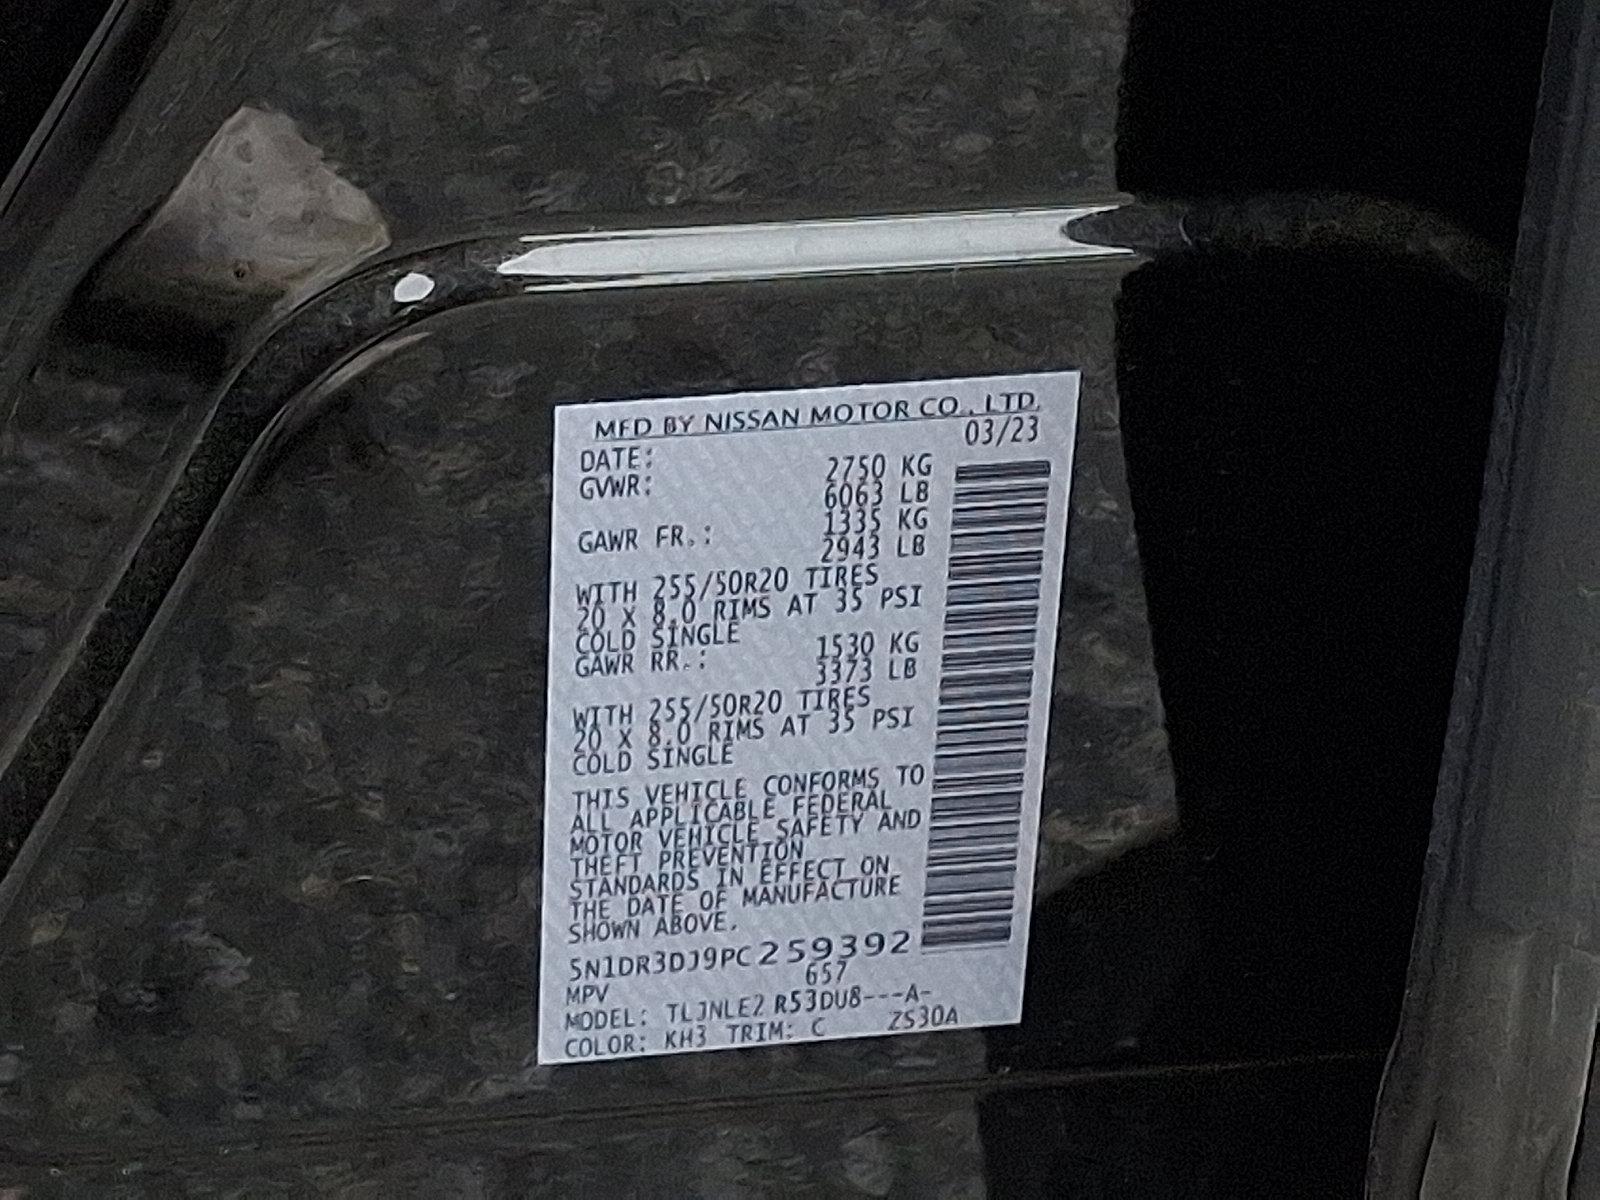 MFD BY NISSAN MOTOR CO., LTD.
DATE: 03/23
GVWR: 2750 KG
6063 LB
GAWR FR.: 1335 KG
2943 LB
WITH 255/50R20 TIRES
20 X 8.0 RIMS AT 35 PSI
COLD SINGLE
GAWR RR.: 1530 KG
3373 LB
WITH 255/50R20 TIRES
20 X 8.0 RIMS AT 35 PSI
COLD SINGLE
THIS VEHICLE CONFORMS TO
ALL APPLICABLE FEDERAL
MOTOR VEHICLE SAFETY AND
THEFT PREVENTION
STANDARDS IN EFFECT ON
THE DATE OF MANUFACTURE
SHOWN ABOVE.
5N1DR3DJ9PC259392
MPV 657
MODEL: TLJNLE2 R53DU8---A-
COLOR: KH3 TRIM: C ZS30A